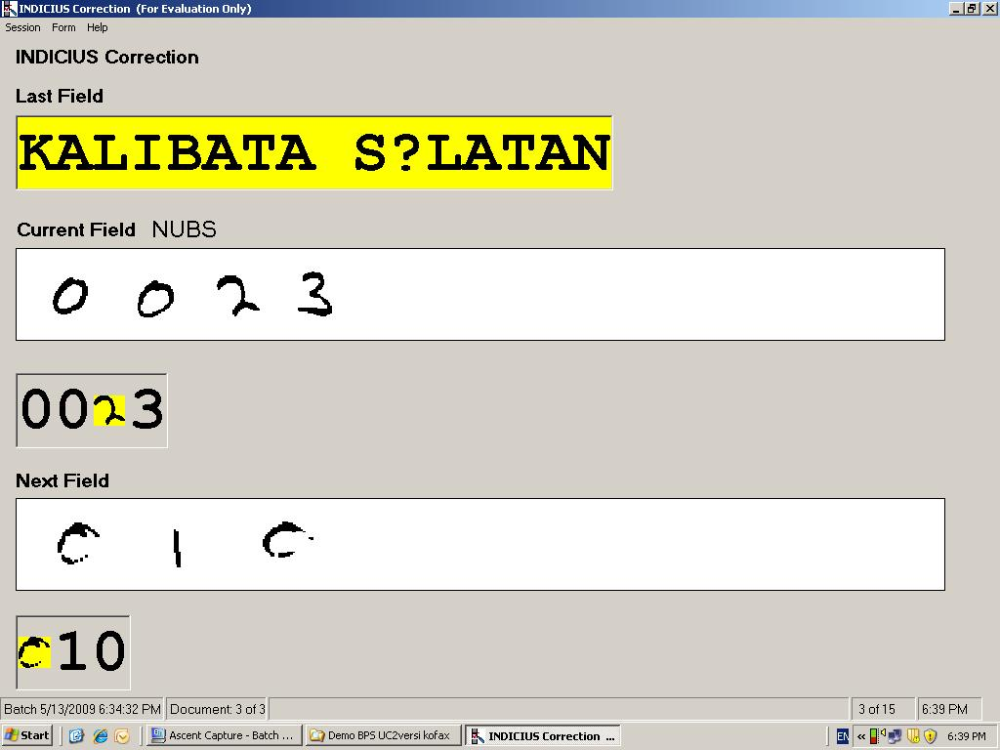 INDICIUS Correction (For Evaluation Only)
Session Form Help
INDICIUS Correction
Last Field
KALIBATA S?LATAN
Current Field NUBS
0 0 2 3
0023
Next Field
C 1 C
C10
Batch 5/13/2009 6:34:32 PM Document: 3 of 3 3 of 15 6:39 PM
Start Ascent Capture - Batch ... Demo BPS UC2versi kofax INDICIUS Correction ... EN « 6:39 PM